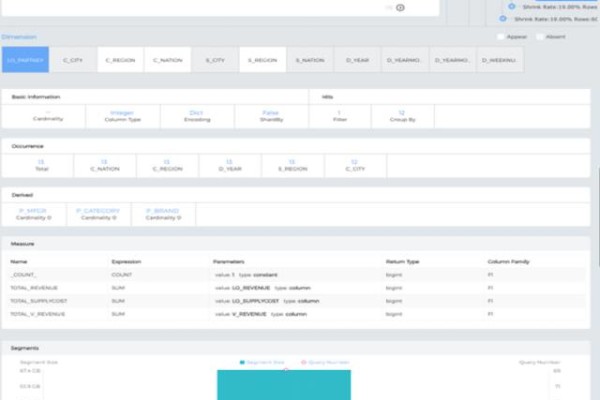 Shrink Rate: 19.00% Rows
Shrink Rate: 19.00% Rows
Dimension
Appear Absent
LO_PARTKEY C_CITY C_REGION C_NATION S_CITY S_REGION S_NATION D_YEAR D_YEARMO... D_YEARMO... D_WEEKNU...
Basic Information Hits
-- Integer Dict False 1 12
Cardinality Column Type Encoding ShardBy Filter Group By
Occurrence
13 13 13 13 13 12
Total C_NATION C_REGION D_YEAR S_REGION C_CITY
Derived
P_MFGR P_CATEGORY P_BRAND
Cardinality 0 Cardinality 0 Cardinality 0
Measure
Name Expression Parameters Return Type Column Family
_COUNT_ COUNT value: 1 type: constant bigint F1
TOTAL_REVENUE SUM value: LO_REVENUE type: column bigint F1
TOTAL_SUPPLYCOST SUM value: LO_SUPPLYCOST type: column bigint F1
TOTAL_V_REVENUE SUM value: V_REVENUE type: column bigint F1
Segments
Segment Size Segment Size Query Number Query Number